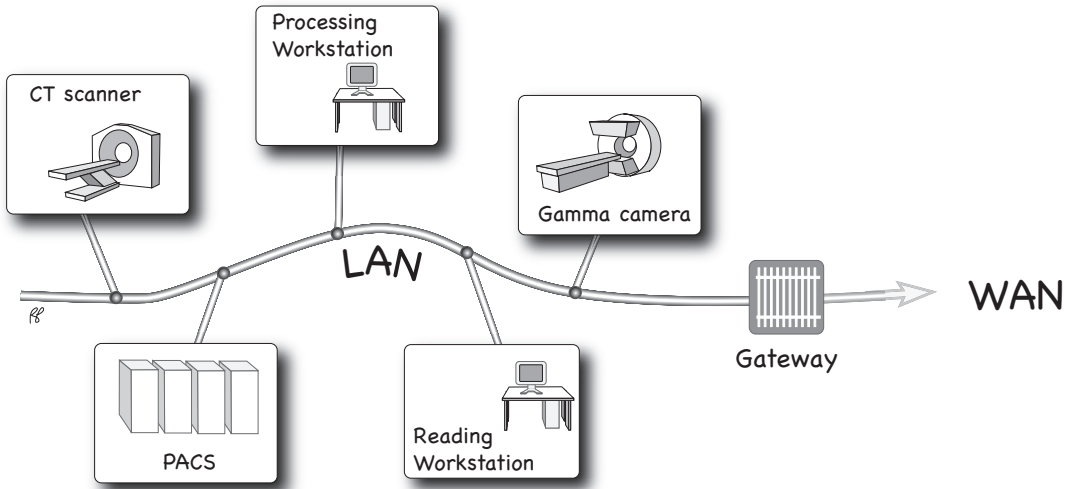 Processing
Workstation
CT scanner
Gamma camera
LAN
WAN
Gateway
PACS
Reading
Workstation